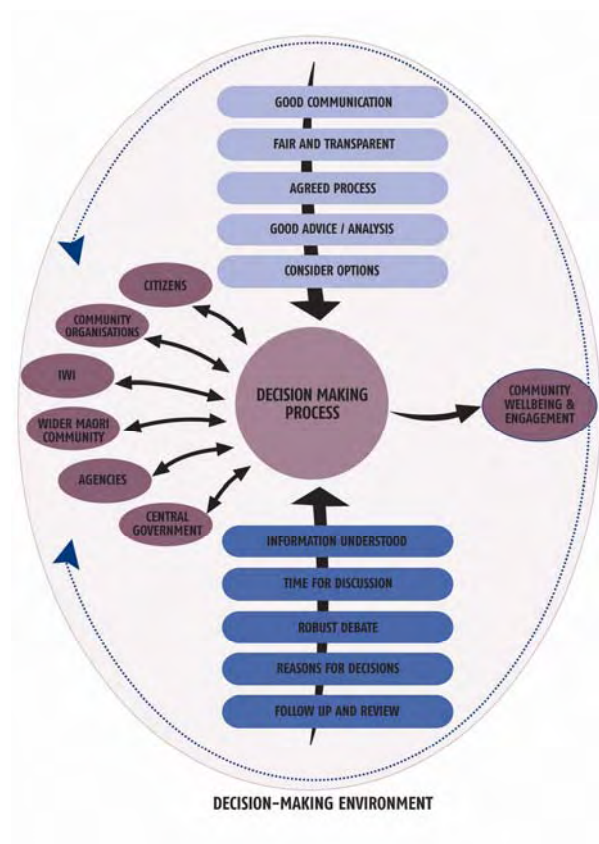 GOOD COMMUNICATION
FAIR AND TRANSPARENT
AGREED PROCESS
GOOD ADVICE / ANALYSIS
CONSIDER OPTIONS
CITIZENS
COMMUNITY
ORGANISATIONS
IWI
WIDER MAORI
COMMUNITY
AGENCIES
CENTRAL
GOVERNMENT
DECISION MAKING
PROCESS
COMMUNITY
WELLBEING &
ENGAGEMENT
INFORMATION UNDERSTOOD
TIME FOR DISCUSSION
ROBUST DEBATE
REASONS FOR DECISIONS
FOLLOW UP AND REVIEW
DECISION-MAKING ENVIRONMENT